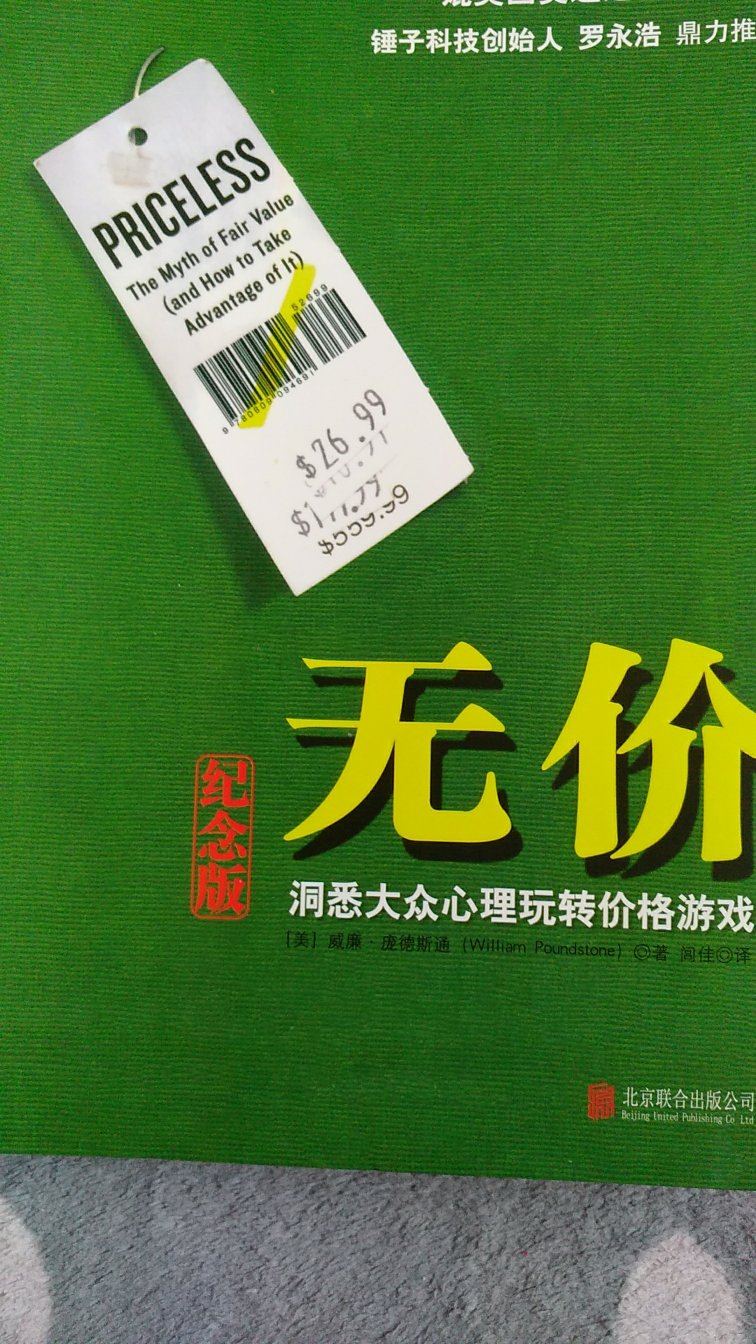 锤子科技创始人 罗永浩 鼎力推
PRICELESS
The Myth of Fair Value
(and How to Take
Advantage of It)
52699
9780809094691
$26.99
无价
纪念版
洞悉大众心理玩转价格游戏
[美] 威廉·庞德斯通 (William Poundstone) ◎著 闾佳◎译
北京联合出版公司
Beijing United Publishing Co Ltd